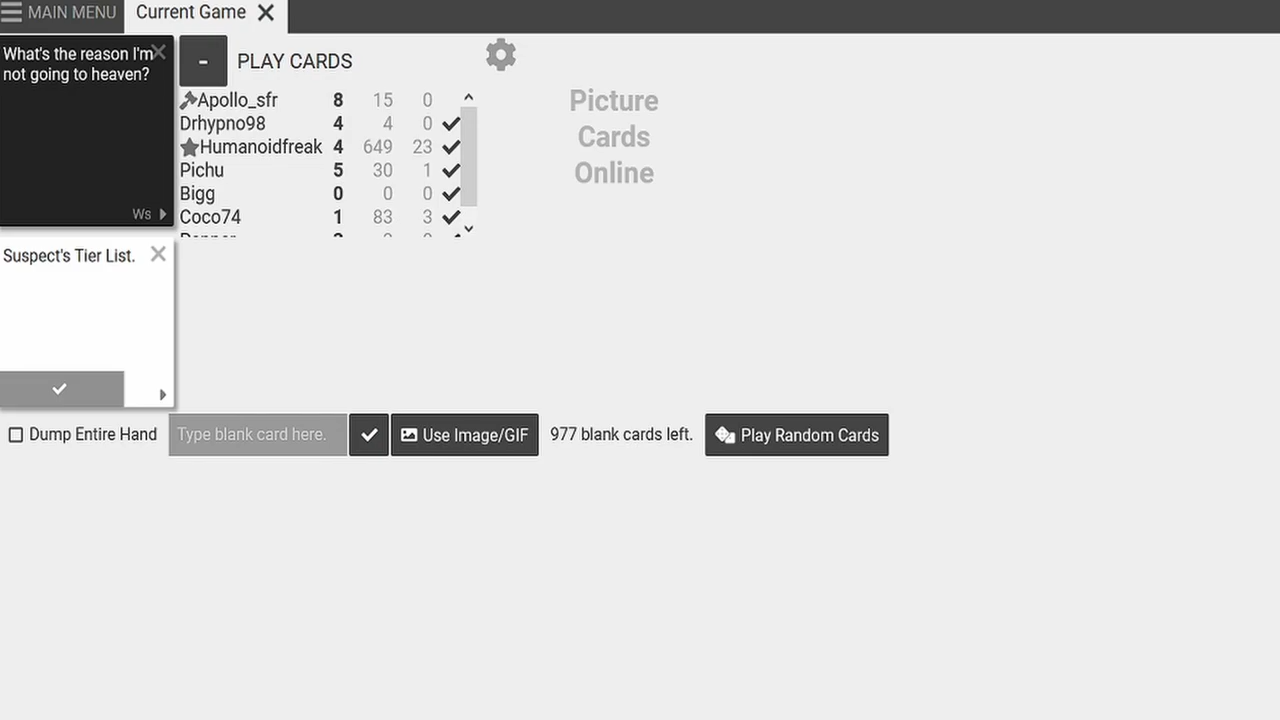 MAIN MENU
Current Game
What's the reason I'm
not going to heaven?
Ws
- PLAY CARDS
Apollo_sfr 8 15 0
Drhypno98 4 4 0
Humanoidfreak 4 649 23
Pichu 5 30 1
Bigg 0 0 0
Coco74 1 83 3
Picture
Cards
Online
Suspect's Tier List.
Dump Entire Hand
Type blank card here.
Use Image/GIF
977 blank cards left.
Play Random Cards